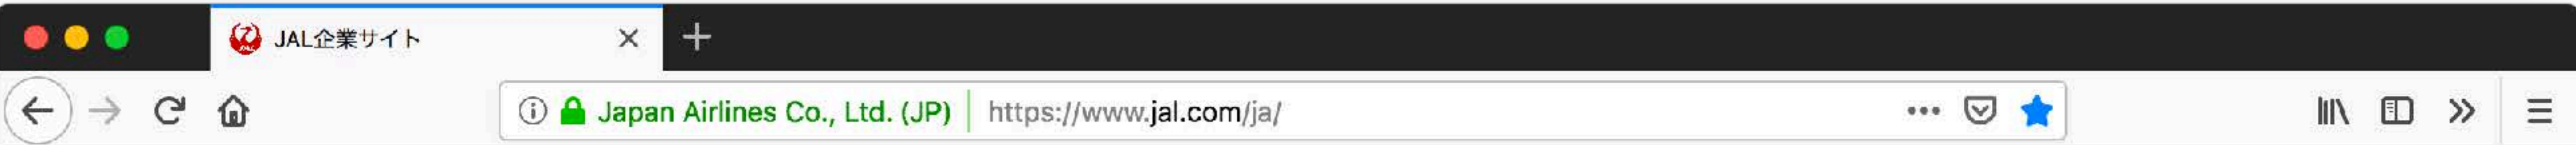 JAL企業サイト
Japan Airlines Co., Ltd. (JP) https://www.jal.com/ja/